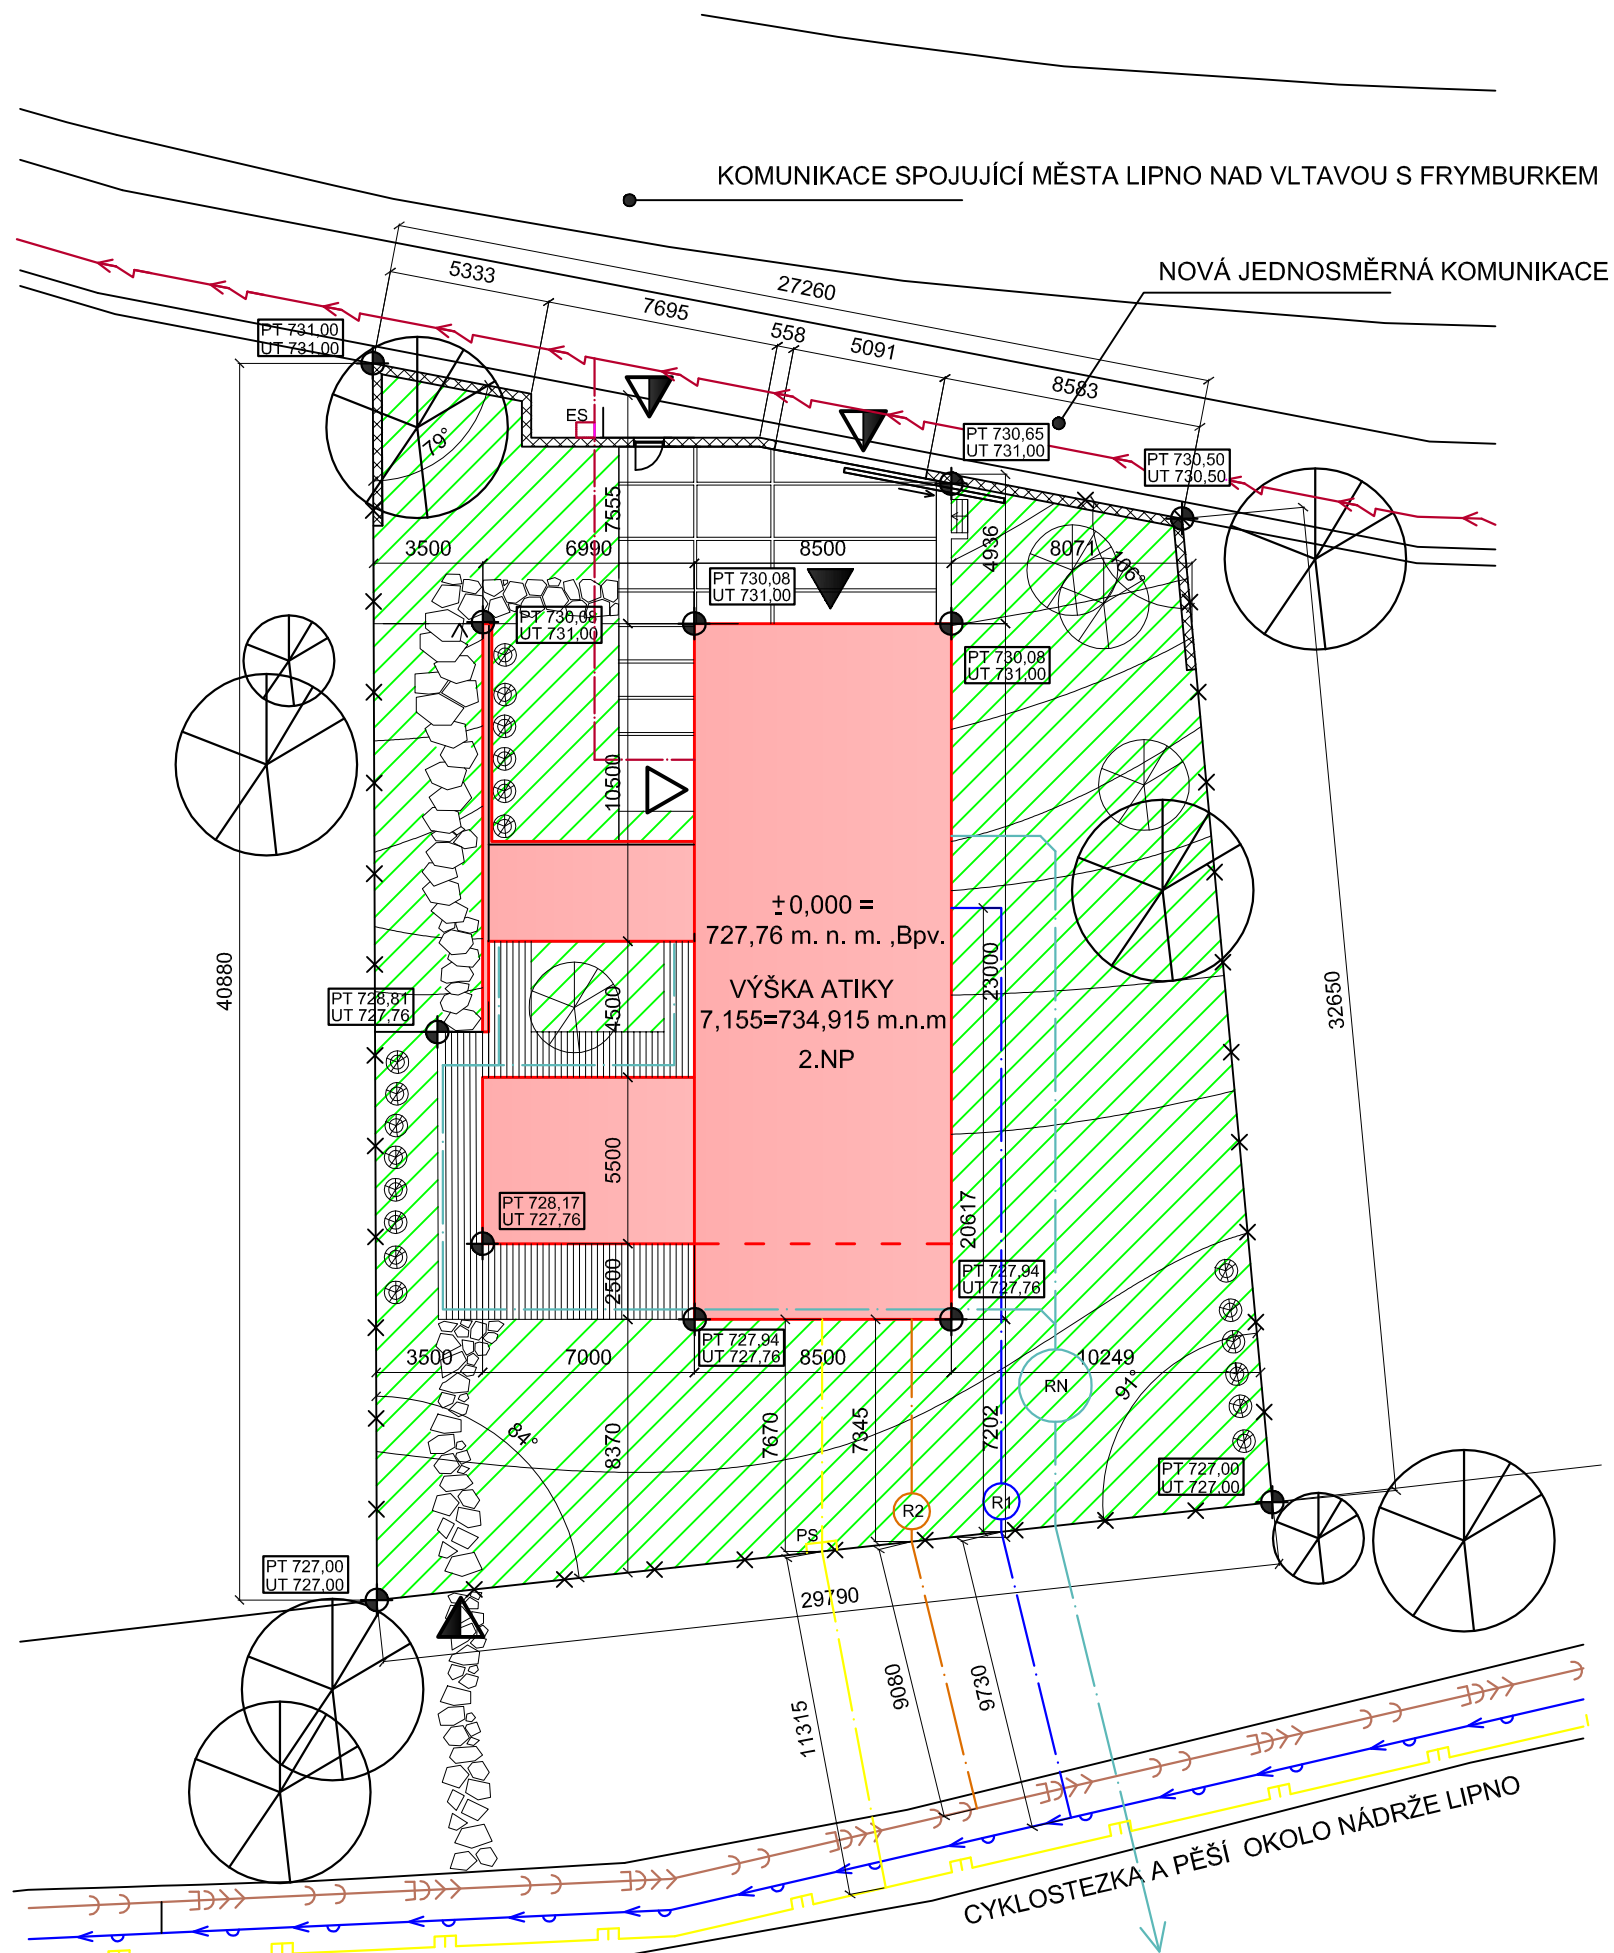 KOMUNIKACE SPOJUJÍCÍ MĚSTA LIPNO NAD VLTAVOU S FRYMBURKEM
NOVÁ JEDNOSMĚRNÁ KOMUNIKACE
5333
27260
7695
558
5091
8583
PT 731,00
UT 731,00
ES
79°
PT 730,65
UT 731,00
PT 730,50
UT 730,50
7555
4936
3500
6990
8500
8071
106°
PT 730,08
UT 731,00
PT 730,08
UT 731,00
PT 730,08
UT 731,00
10500
± 0,000 =
727,76 m. n. m. ,Bpv.
VÝŠKA ATIKY
7,155=734,915 m.n.m
2.NP
40880
23000
32650
4500
PT 728,81
UT 727,76
5500
PT 728,17
UT 727,76
20617
2500
PT 727,94
UT 727,76
PT 727,94
UT 727,76
3500
7000
8500
10249
RN
91°
84°
8370
7670
7345
7202
PT 727,00
UT 727,00
R2
R1
PS
PT 727,00
UT 727,00
29790
11315
9080
9730
CYKLOSTEZKA A PĚŠÍ OKOLO NÁDRŽE LIPNO